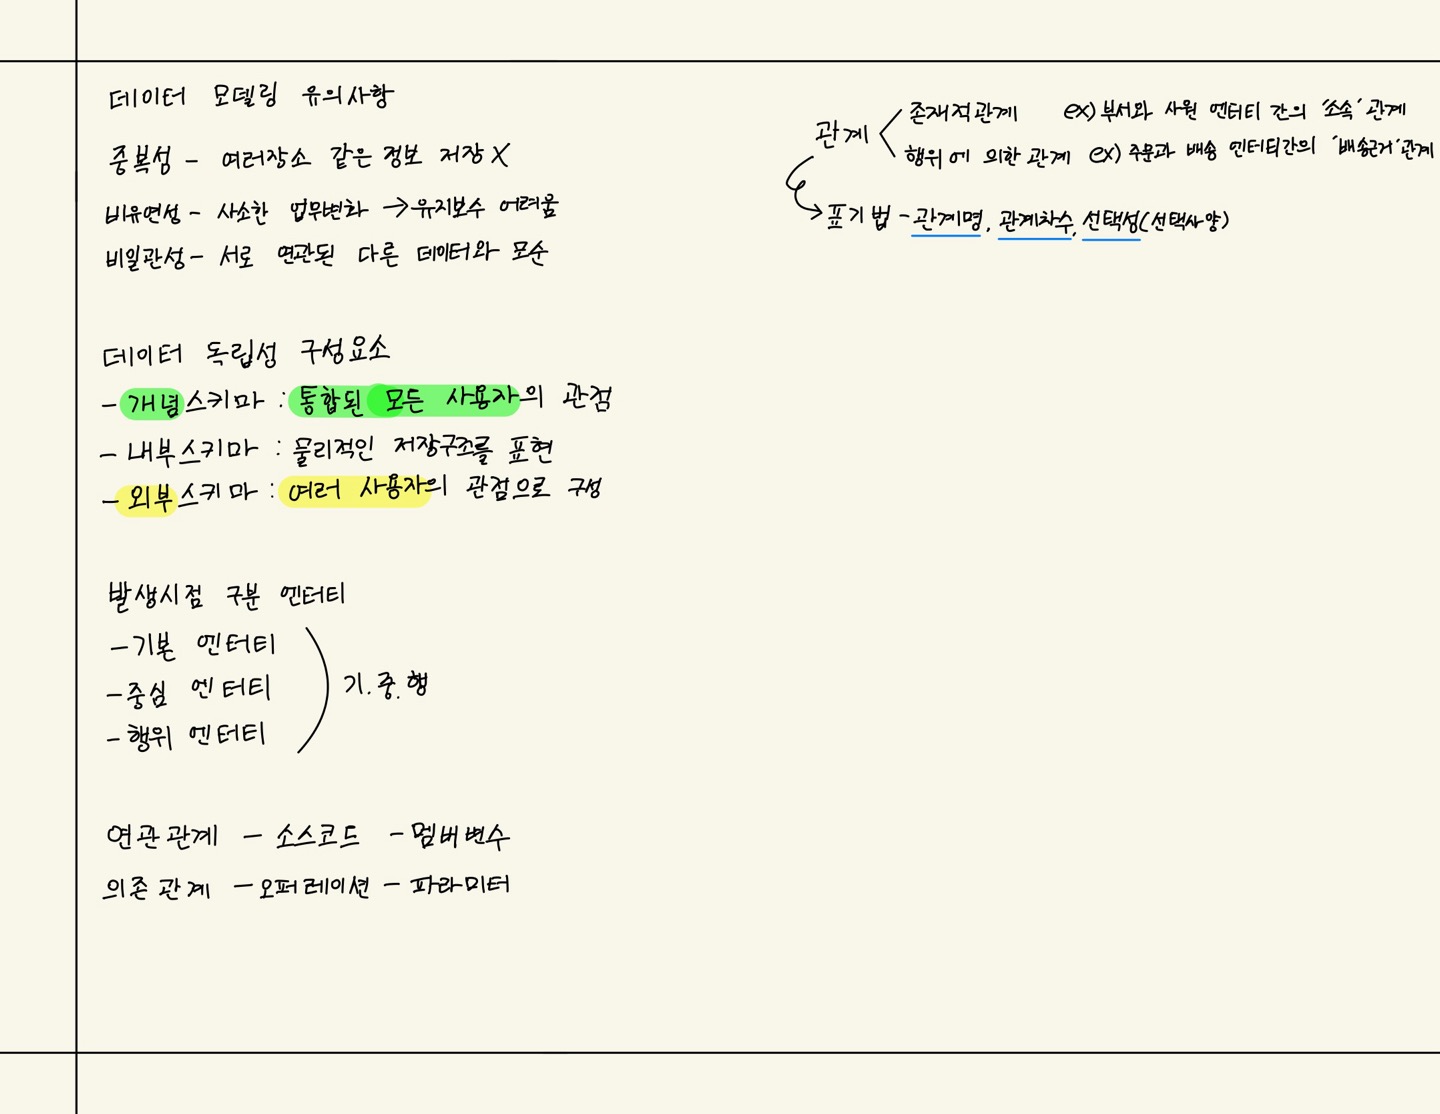 데이터 모델링 유의사항
중복성 - 여러장소 같은 정보 저장 X
비유연성 - 사소한 업무변화 → 유지보수 어려움
비일관성 - 서로 연관된 다른 데이터와 모순
데이터 독립성 구성요소
- 개념스키마 : 통합된 모든 사용자의 관점
- 내부스키마 : 물리적인 저장구조를 표현
- 외부스키마 : 여러 사용자의 관점으로 구성
발생시점 구분 엔터티
- 기본 엔터티
- 중심 엔터티
- 행위 엔터티
기. 중. 행
연관관계 - 소스코드 - 멤버변수
의존관계 - 오퍼레이션 - 파라미터
관계
존재적관계 ex) 부서와 사원 엔터티 간의 '소속' 관계
행위에 의한 관계 ex) 주문과 배송 엔터티간의 '배송근거' 관계
표기법 - 관계명, 관계차수, 선택성(선택사양)